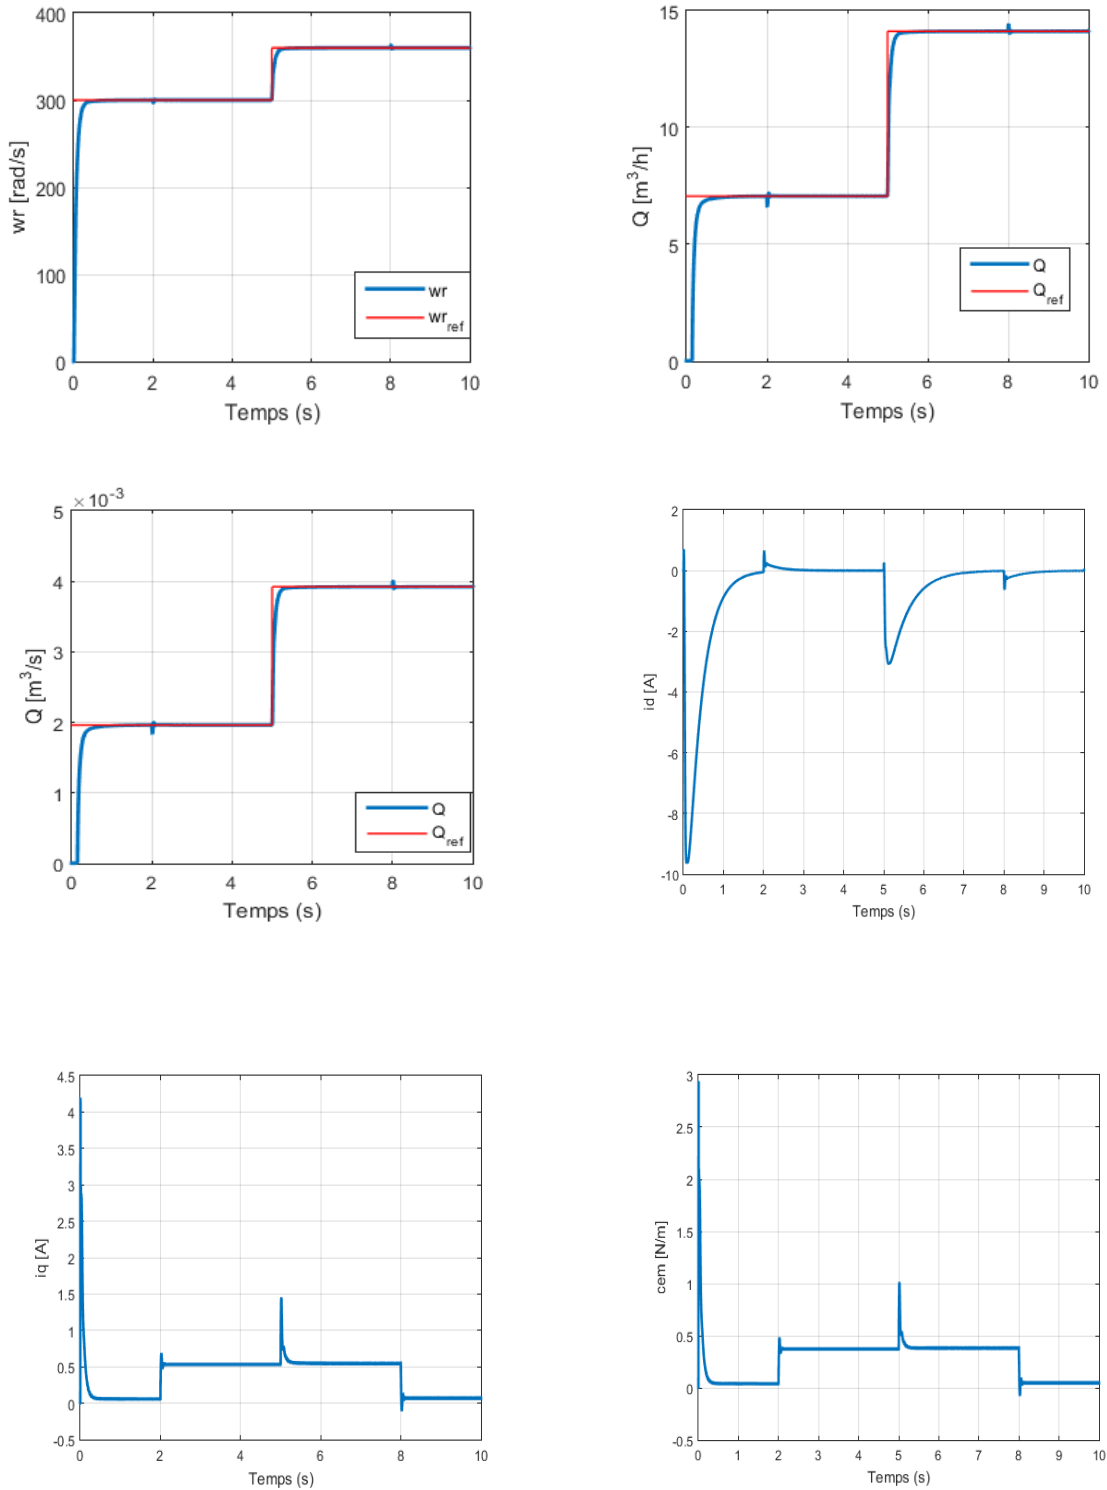 400
300
200
100
0
wr [rad/s]
0 2 4 6 8 10
Temps (s)
wr
wr_ref
15
10
5
0
Q [m^3/h]
0 2 4 6 8 10
Temps (s)
Q
Q_ref
× 10^-3
5
4
3
2
1
0
Q [m^3/s]
0 2 4 6 8 10
Temps (s)
Q
Q_ref
2
0
-2
-4
-6
-8
-10
id [A]
0 1 2 3 4 5 6 7 8 9 10
Temps (s)
4.5
4
3.5
3
2.5
2
1.5
1
0.5
0
-0.5
iq [A]
0 2 4 6 8 10
Temps (s)
3
2.5
2
1.5
1
0.5
0
-0.5
cem [N/m]
0 1 2 3 4 5 6 7 8 9 10
Temps (s)